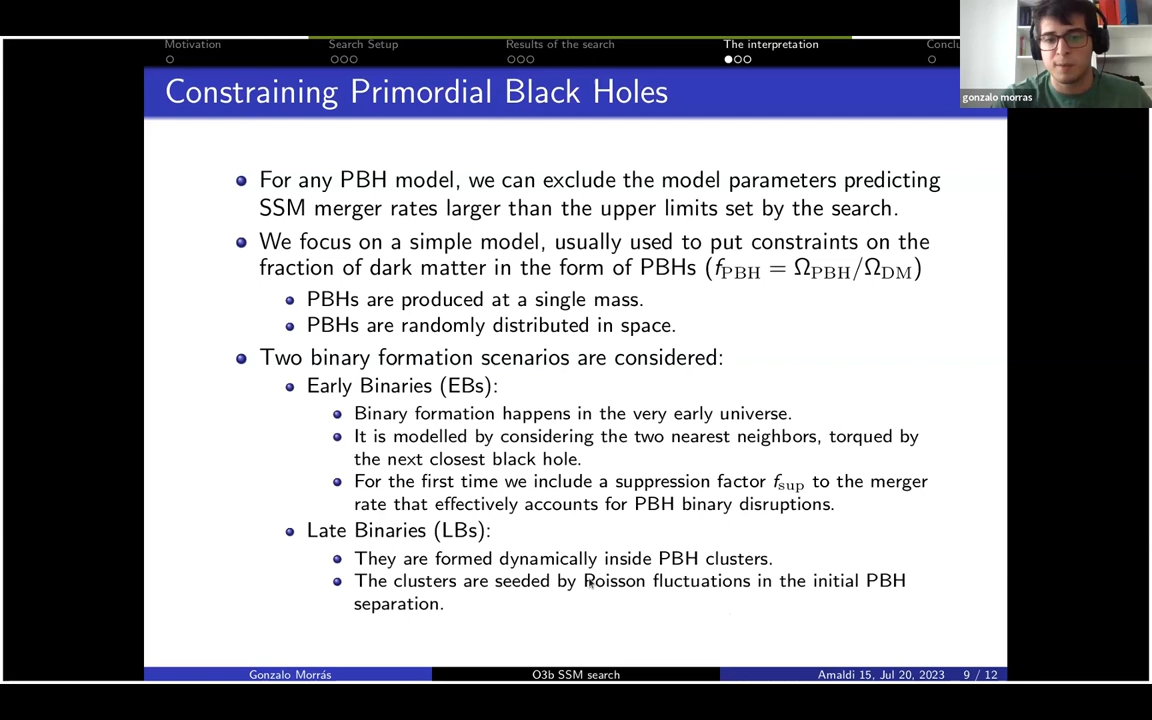 Motivation Search Setup Results of the search The interpretation Conclu
gonzalo morras
Constraining Primordial Black Holes
For any PBH model, we can exclude the model parameters predicting
SSM merger rates larger than the upper limits set by the search.
We focus on a simple model, usually used to put constraints on the
fraction of dark matter in the form of PBHs (fPBH = ΩPBH/ΩDM)
PBHs are produced at a single mass.
PBHs are randomly distributed in space.
Two binary formation scenarios are considered:
Early Binaries (EBs):
Binary formation happens in the very early universe.
It is modelled by considering the two nearest neighbors, torqued by
the next closest black hole.
For the first time we include a suppression factor fsup to the merger
rate that effectively accounts for PBH binary disruptions.
Late Binaries (LBs):
They are formed dynamically inside PBH clusters.
The clusters are seeded by Poisson fluctuations in the initial PBH
separation.
Gonzalo Morrás O3b SSM search Amaldi 15, Jul 20, 2023 9 / 12